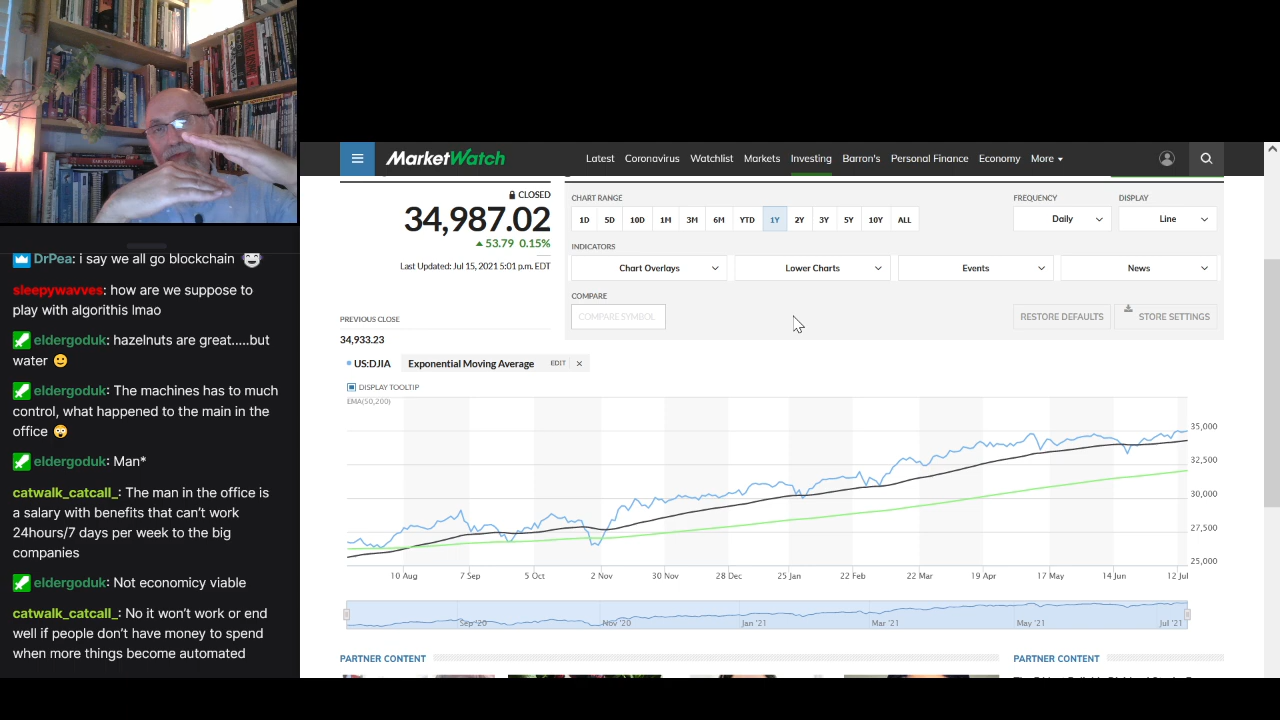 DrPea: i say we all go blockchain
sleepywavves: how are we suppose to
play with algorithis lmao
eldergoduk: hazelnuts are great.....but
water
eldergoduk: The machines has to much
control, what happened to the main in the
office
eldergoduk: Man*
catwalk_catcall_: The man in the office is
a salary with benefits that can't work
24hours/7 days per week to the big
companies
eldergoduk: Not economicy viable
catwalk_catcall_: No it won't work or end
well if people don't have money to spend
when more things become automated
MarketWatch
Latest Coronavirus Watchlist Markets Investing Barron's Personal Finance Economy More
CLOSED
34,987.02
53.79 0.15%
Last Updated: Jul 15, 2021 5:01 p.m. EDT
PREVIOUS CLOSE
34,933.23
CHART RANGE
1D 5D 10D 1M 3M 6M YTD 1Y 2Y 3Y 5Y 10Y ALL
FREQUENCY
Daily
DISPLAY
Line
INDICATORS
Chart Overlays Lower Charts Events News
COMPARE
COMPARE SYMBOL
RESTORE DEFAULTS STORE SETTINGS
US:DJIA Exponential Moving Average EDIT ×
DISPLAY TOOLTIP
EMA(50,200)
35,000
32,500
30,000
27,500
25,000
10 Aug 7 Sep 5 Oct 2 Nov 30 Nov 28 Dec 25 Jan 22 Feb 22 Mar 19 Apr 17 May 14 Jun 12 Jul
Sep '20 Nov '20 Jan '21 Mar '21 May '21 Jul '21
PARTNER CONTENT
PARTNER CONTENT